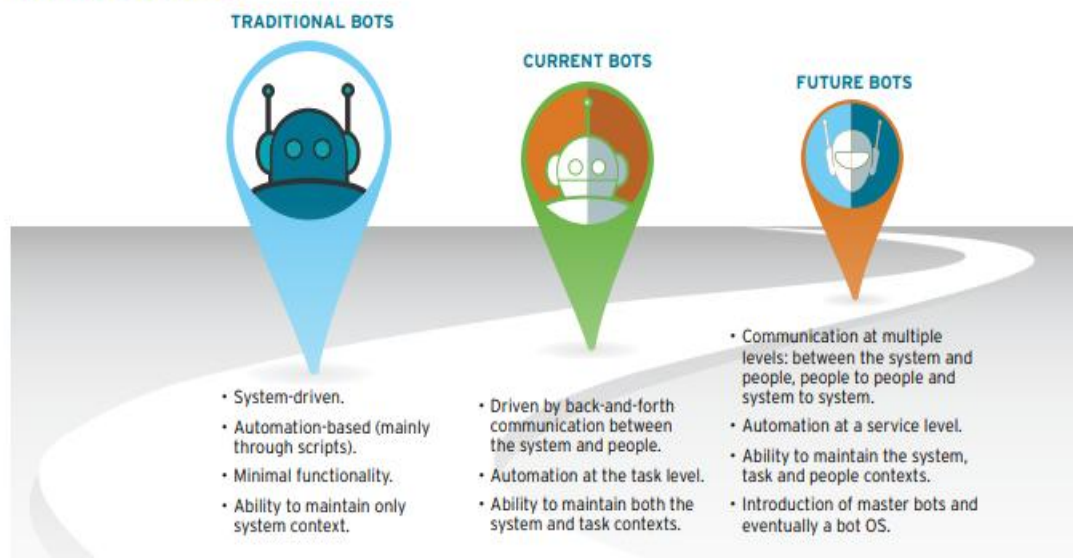 TRADITIONAL BOTS
• System-driven.
• Automation-based (mainly
through scripts).
• Minimal functionality.
• Ability to maintain only
system context.
CURRENT BOTS
• Driven by back-and-forth
communication between
the system and people.
• Automation at the task level.
• Ability to maintain both the
system and task contexts.
FUTURE BOTS
• Communication at multiple
levels: between the system and
people, people to people and
system to system.
• Automation at a service level.
• Ability to maintain the system,
task and people contexts.
• Introduction of master bots and
eventually a bot OS.